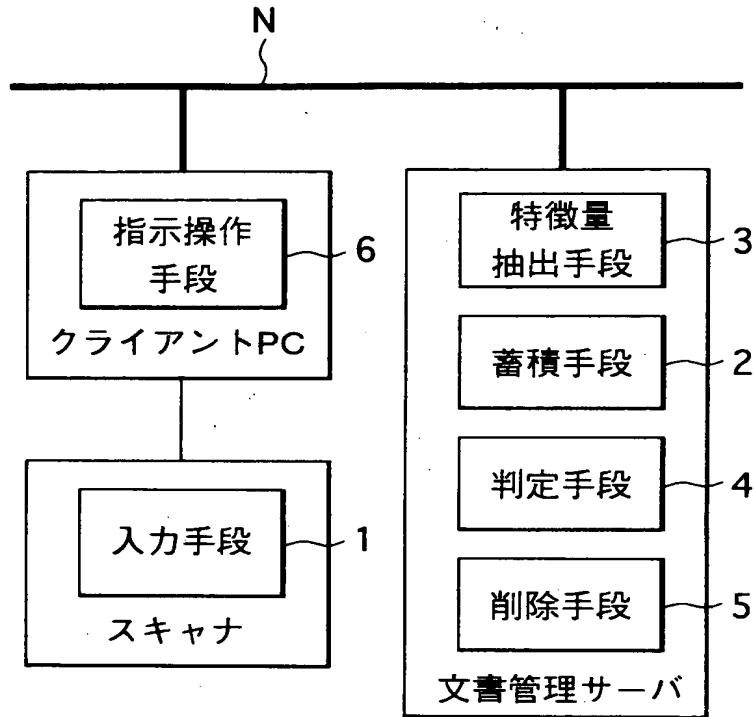 N
指示操作
手段
6
クライアントPC
入力手段
1
スキャナ
特徴量
抽出手段
3
蓄積手段
2
判定手段
4
削除手段
5
文書管理サーバ